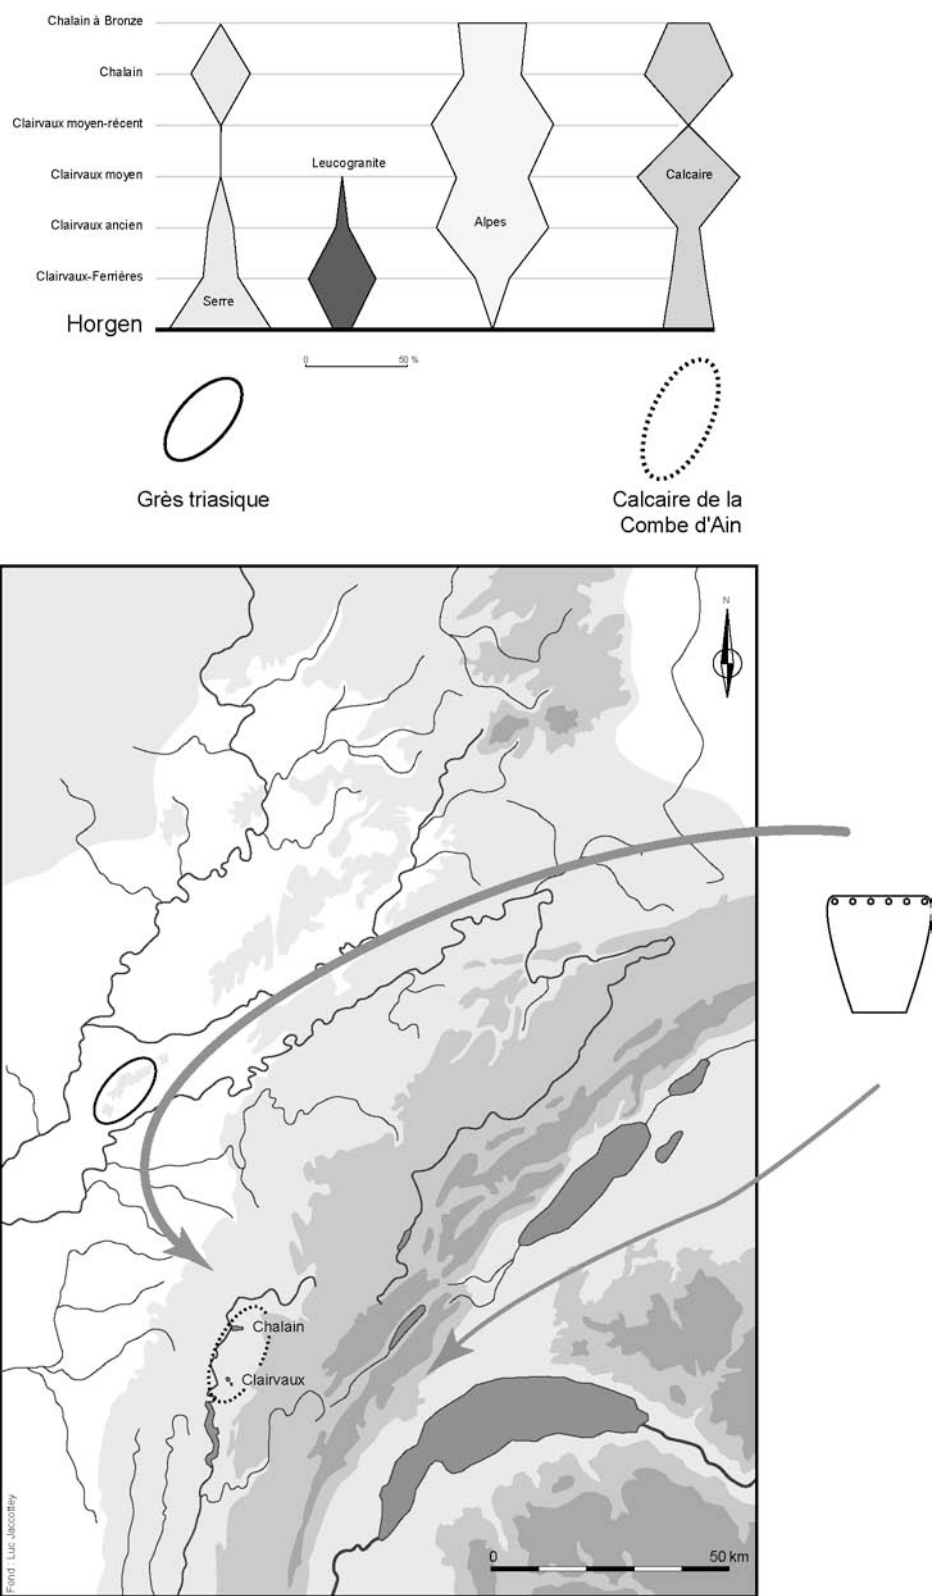 Chalain à Bronze
Chalain
Clairvaux moyen-récent
Clairvaux moyen
Leucogranite
Calcaire
Clairvaux ancien
Alpes
Clairvaux-Ferrières
Serre
Horgen
0 50 %
Grès triasique
Calcaire de la
Combe d'Ain
N
Chalain
Clairvaux
Fond : Luc Jaccottey
0 50 km